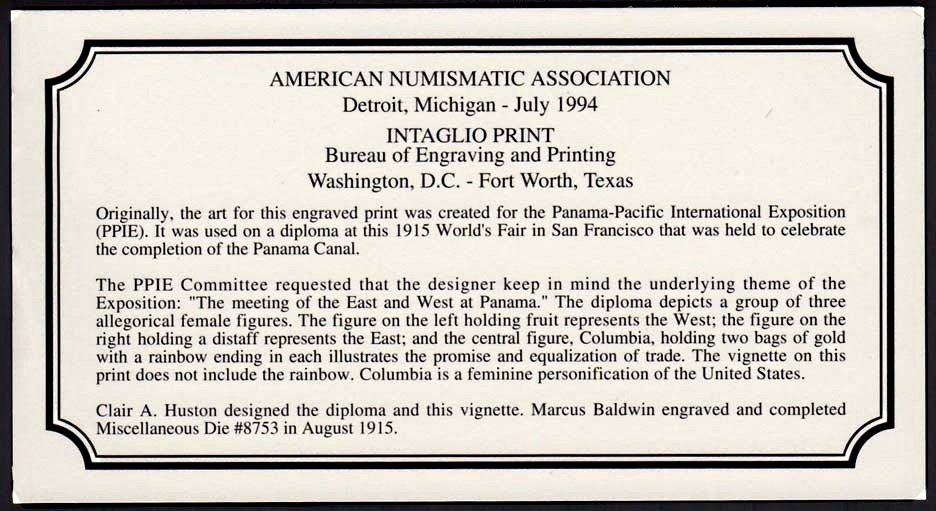 AMERICAN NUMISMATIC ASSOCIATION
Detroit, Michigan - July 1994
INTAGLIO PRINT
Bureau of Engraving and Printing
Washington, D.C. - Fort Worth, Texas
Originally, the art for this engraved print was created for the Panama-Pacific International Exposition
(PPIE). It was used on a diploma at this 1915 World's Fair in San Francisco that was held to celebrate
the completion of the Panama Canal.
The PPIE Committee requested that the designer keep in mind the underlying theme of the
Exposition: "The meeting of the East and West at Panama." The diploma depicts a group of three
allegorical female figures. The figure on the left holding fruit represents the West; the figure on the
right holding a distaff represents the East; and the central figure, Columbia, holding two bags of gold
with a rainbow ending in each illustrates the promise and equalization of trade. The vignette on this
print does not include the rainbow. Columbia is a feminine personification of the United States.
Clair A. Huston designed the diploma and this vignette. Marcus Baldwin engraved and completed
Miscellaneous Die #8753 in August 1915.